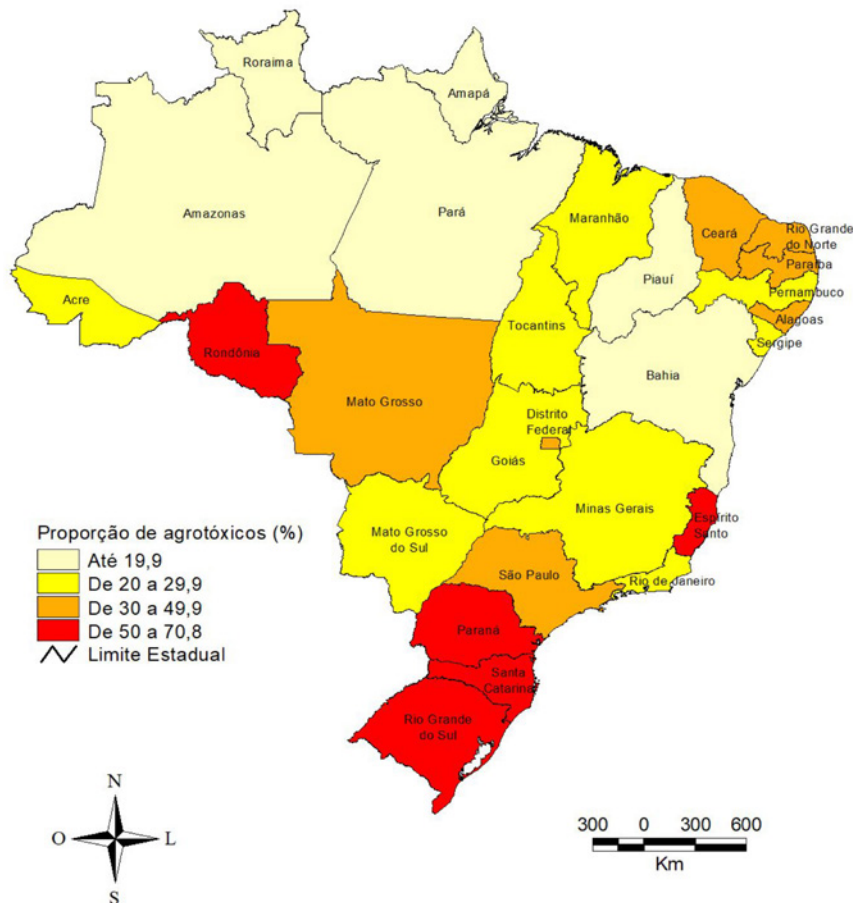 Roraima
Amapá
Amazonas
Pará
Maranhão
Ceará
Rio Grande
do Norte
Paraíba
Piauí
Pernambuco
Acre
Alagoas
Tocantins
Sergipe
Rondônia
Bahia
Mato Grosso
Distrito
Federal
Goiás
Minas Gerais
Espírito
Santo
Mato Grosso
do Sul
São Paulo
Rio de Janeiro
Paraná
Santa
Catarina
Rio Grande
do Sul
Proporção de agrotóxicos (%)
Até 19,9
De 20 a 29,9
De 30 a 49,9
De 50 a 70,8
Limite Estadual
N
O L
S
300 0 300 600
Km